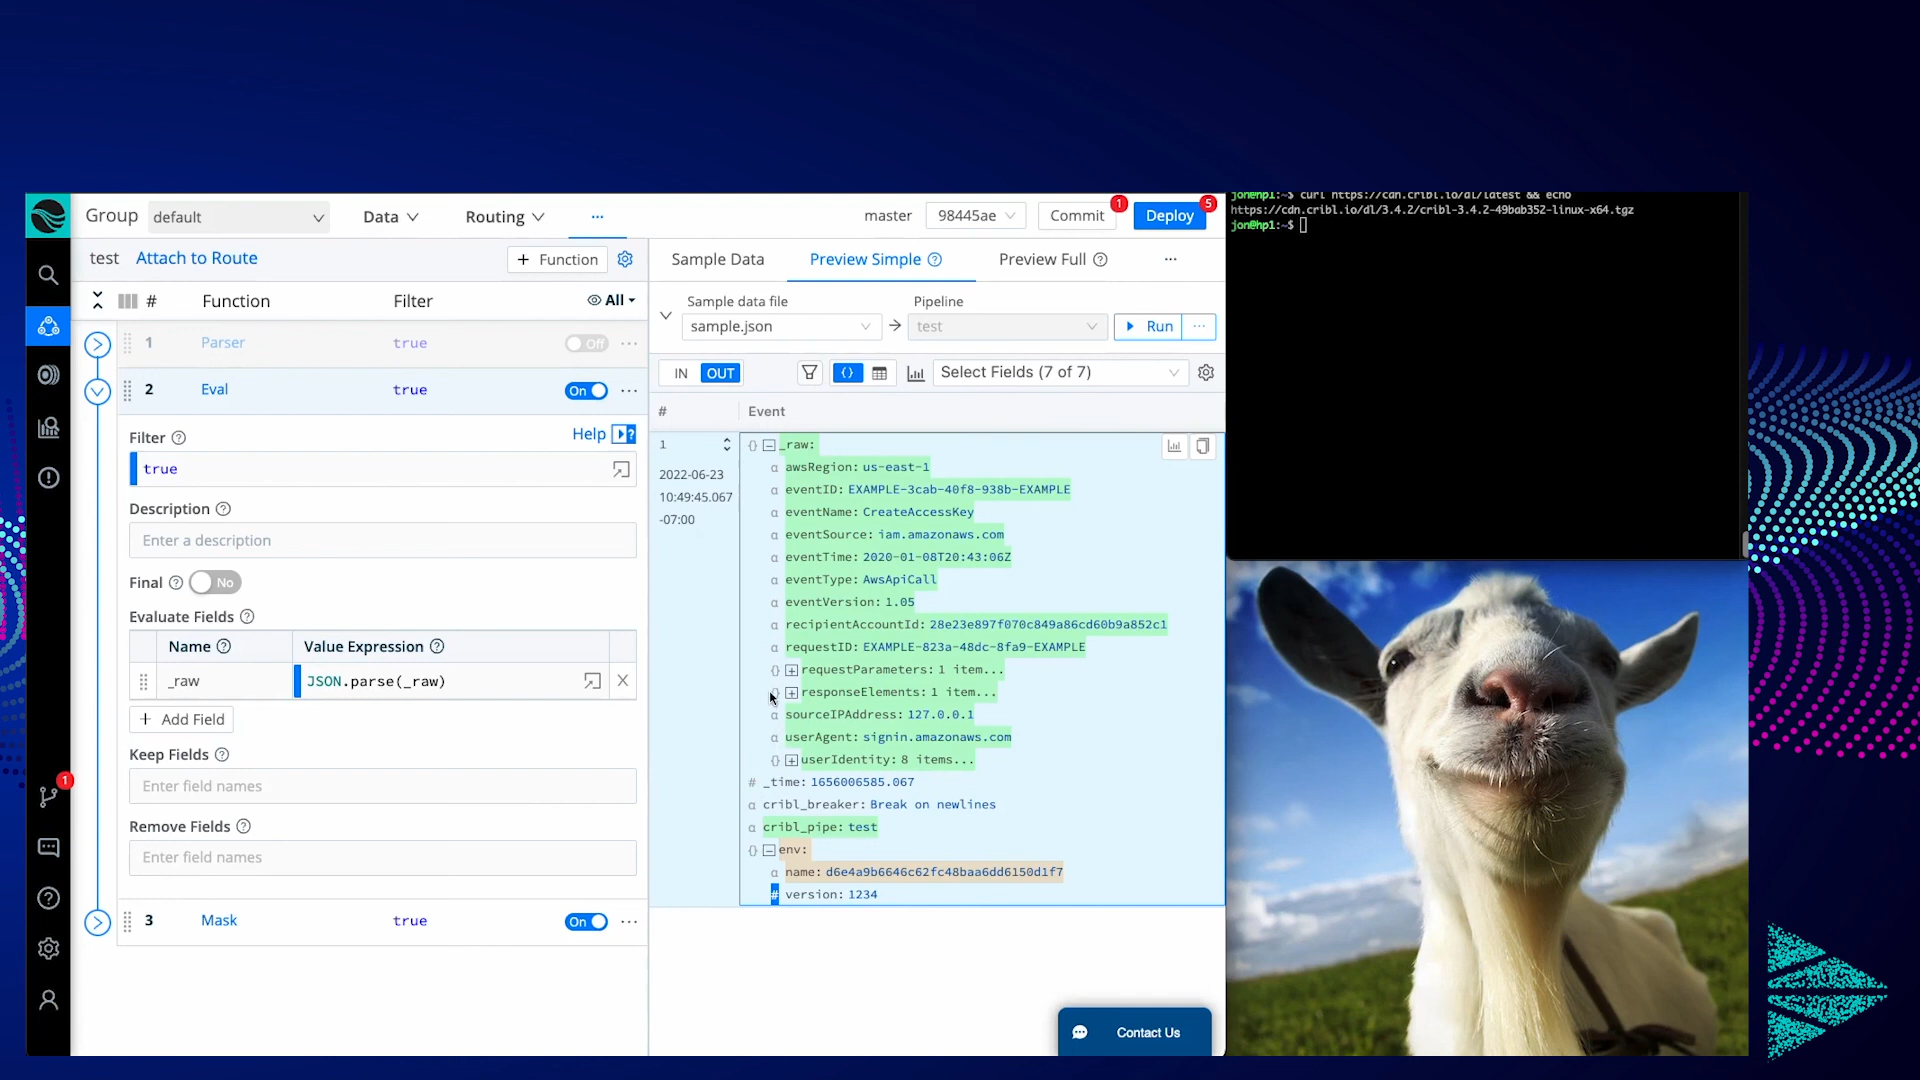 Group default Data Routing ··· master 98445ae Commit 1 Deploy 5
jon@hp1:~$ curl https://cdn.cribl.io/dl/latest && echo
https://cdn.cribl.io/dl/3.4.2/cribl-3.4.2-49bab352-linux-x64.tgz
jon@hp1:~$
test Attach to Route + Function
# Function Filter All
1 Parser true Off ···
2 Eval true On ···
Filter Help
true
Description
Enter a description
Final No
Evaluate Fields
Name Value Expression
_raw JSON.parse(_raw)
+ Add Field
Keep Fields
Enter field names
Remove Fields
Enter field names
3 Mask true On ···
1
Sample Data Preview Simple Preview Full ···
Sample data file Pipeline
sample.json test Run ···
IN OUT Select Fields (7 of 7)
# Event
1
2022-06-23
10:49:45.067
-07:00
{} _raw:
α awsRegion: us-east-1
α eventID: EXAMPLE-3cab-40f8-938b-EXAMPLE
α eventName: CreateAccessKey
α eventSource: iam.amazonaws.com
α eventTime: 2020-01-08T20:43:06Z
α eventType: AwsApiCall
α eventVersion: 1.05
α recipientAccountId: 28e23e897f070c849a86cd60b9a852c1
α requestID: EXAMPLE-823a-48dc-8fa9-EXAMPLE
{} requestParameters: 1 item...
{} responseElements: 1 item...
α sourceIPAddress: 127.0.0.1
α userAgent: signin.amazonaws.com
{} userIdentity: 8 items...
# _time: 1656006585.067
α cribl_breaker: Break on newlines
α cribl_pipe: test
{} env:
α name: d6e4a9b6646c62fc48baa6dd6150d1f7
# version: 1234
Contact Us